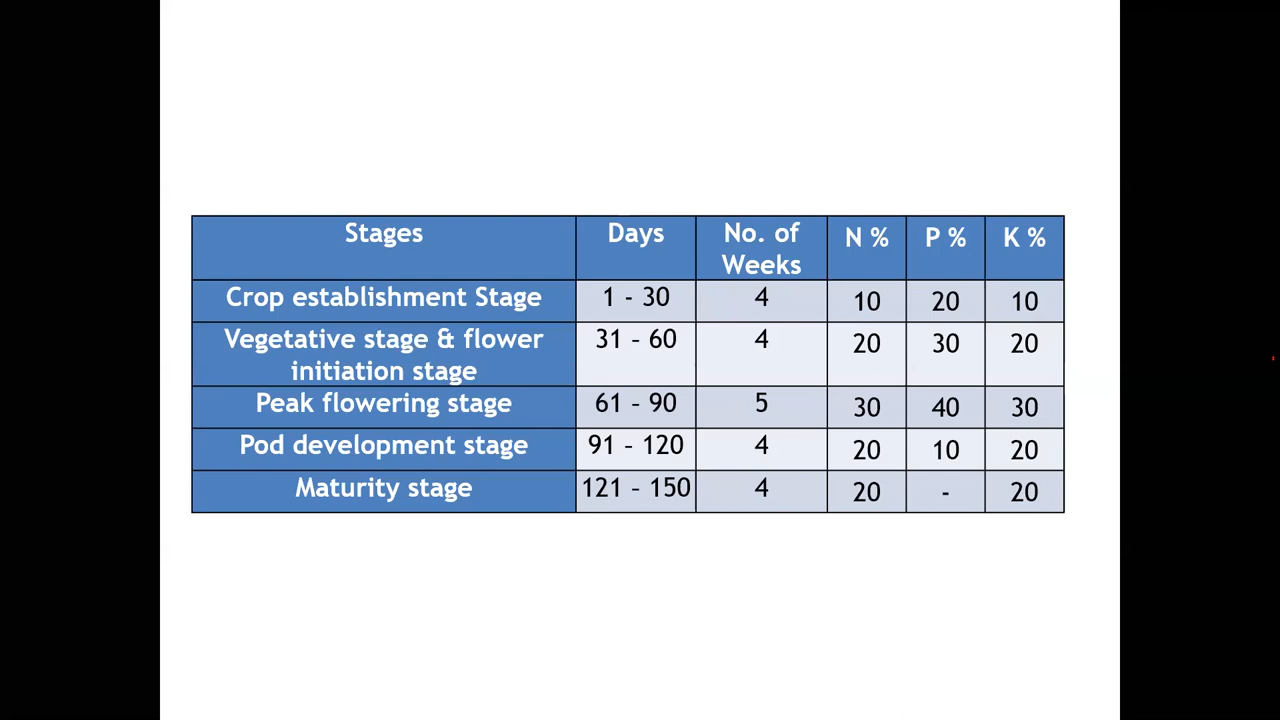 Stages Days No. of Weeks N % P % K %
Crop establishment Stage 1 - 30 4 10 20 10
Vegetative stage & flower initiation stage 31 – 60 4 20 30 20
Peak flowering stage 61 – 90 5 30 40 30
Pod development stage 91 – 120 4 20 10 20
Maturity stage 121 – 150 4 20 - 20